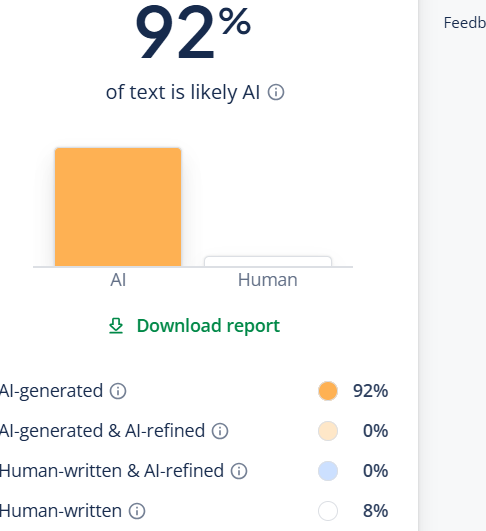 92%
Feedb
of text is likely AI
AI
Human
Download report
AI-generated
92%
AI-generated & AI-refined
0%
Human-written & AI-refined
0%
Human-written
8%